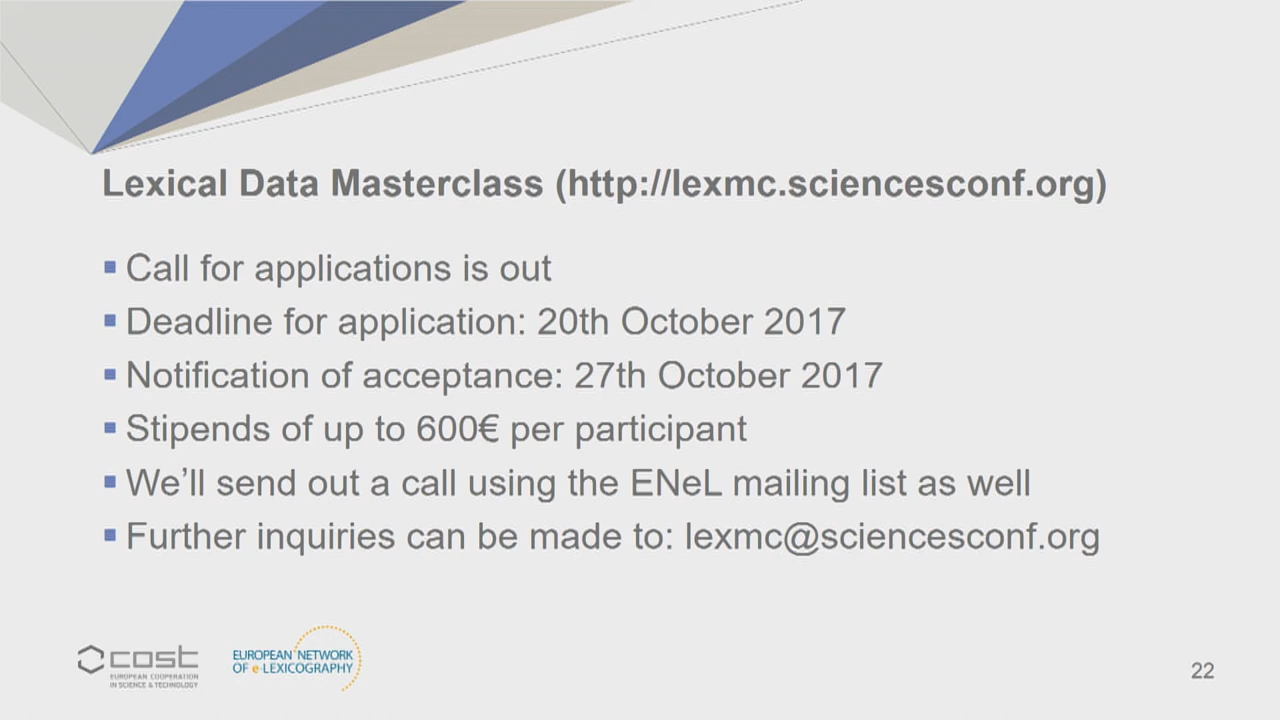 Lexical Data Masterclass (http://lexmc.sciencesconf.org)
Call for applications is out
Deadline for application: 20th October 2017
Notification of acceptance: 27th October 2017
Stipends of up to 600€ per participant
We’ll send out a call using the ENeL mailing list as well
Further inquiries can be made to: lexmc@sciencesconf.org
cost
EUROPEAN COOPERATION
IN SCIENCE & TECHNOLOGY
EUROPEAN NETWORK
OF e-LEXICOGRAPHY
22